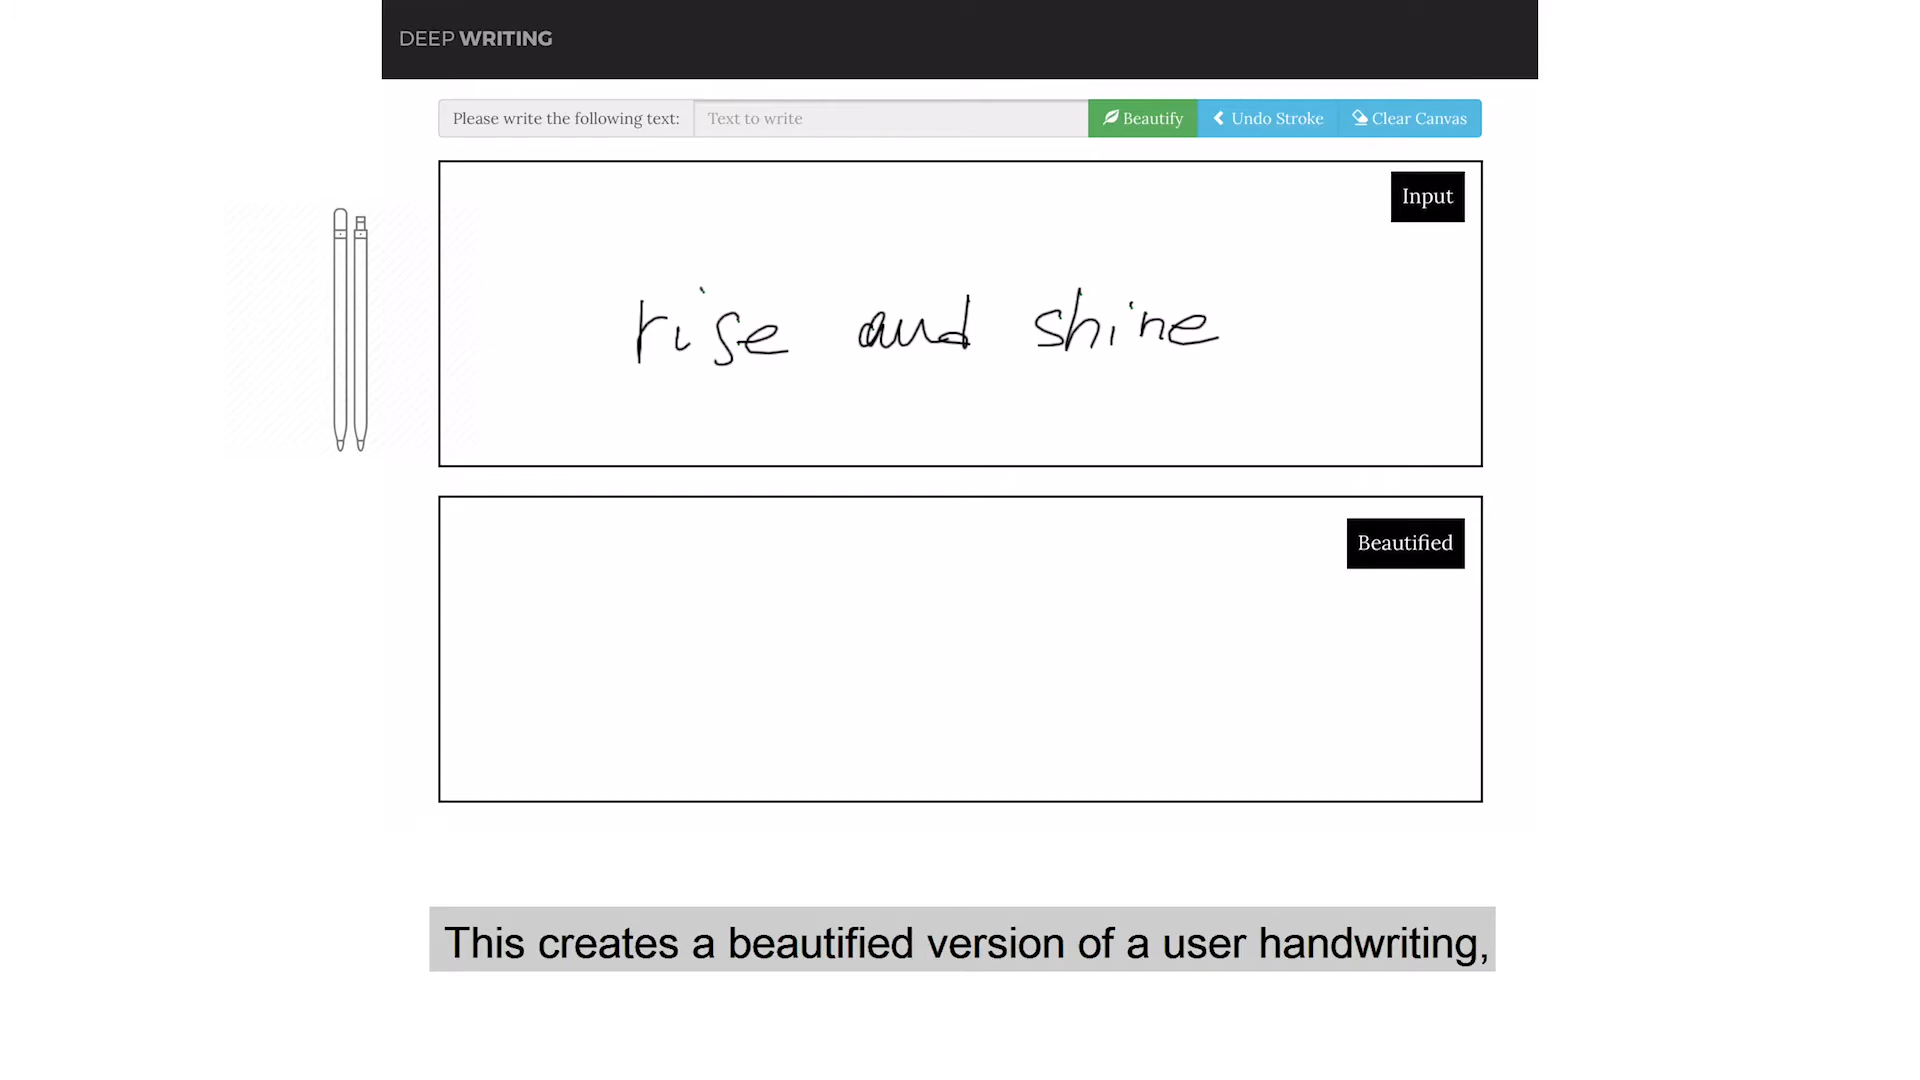 DEEP WRITING
Please write the following text: Text to write Beautify Undo Stroke Clear Canvas
Input
rise and shine
Beautified
This creates a beautified version of a user handwriting,